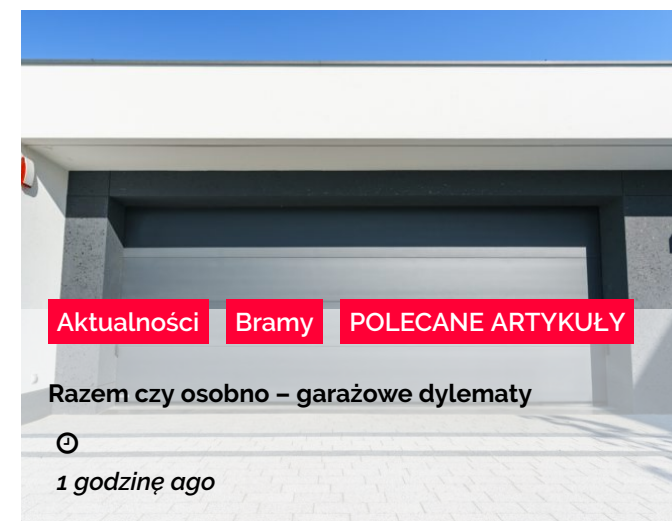 Aktualności Bramy POLECANE ARTYKUŁY
Razem czy osobno – garażowe dylematy
1 godzinę ago